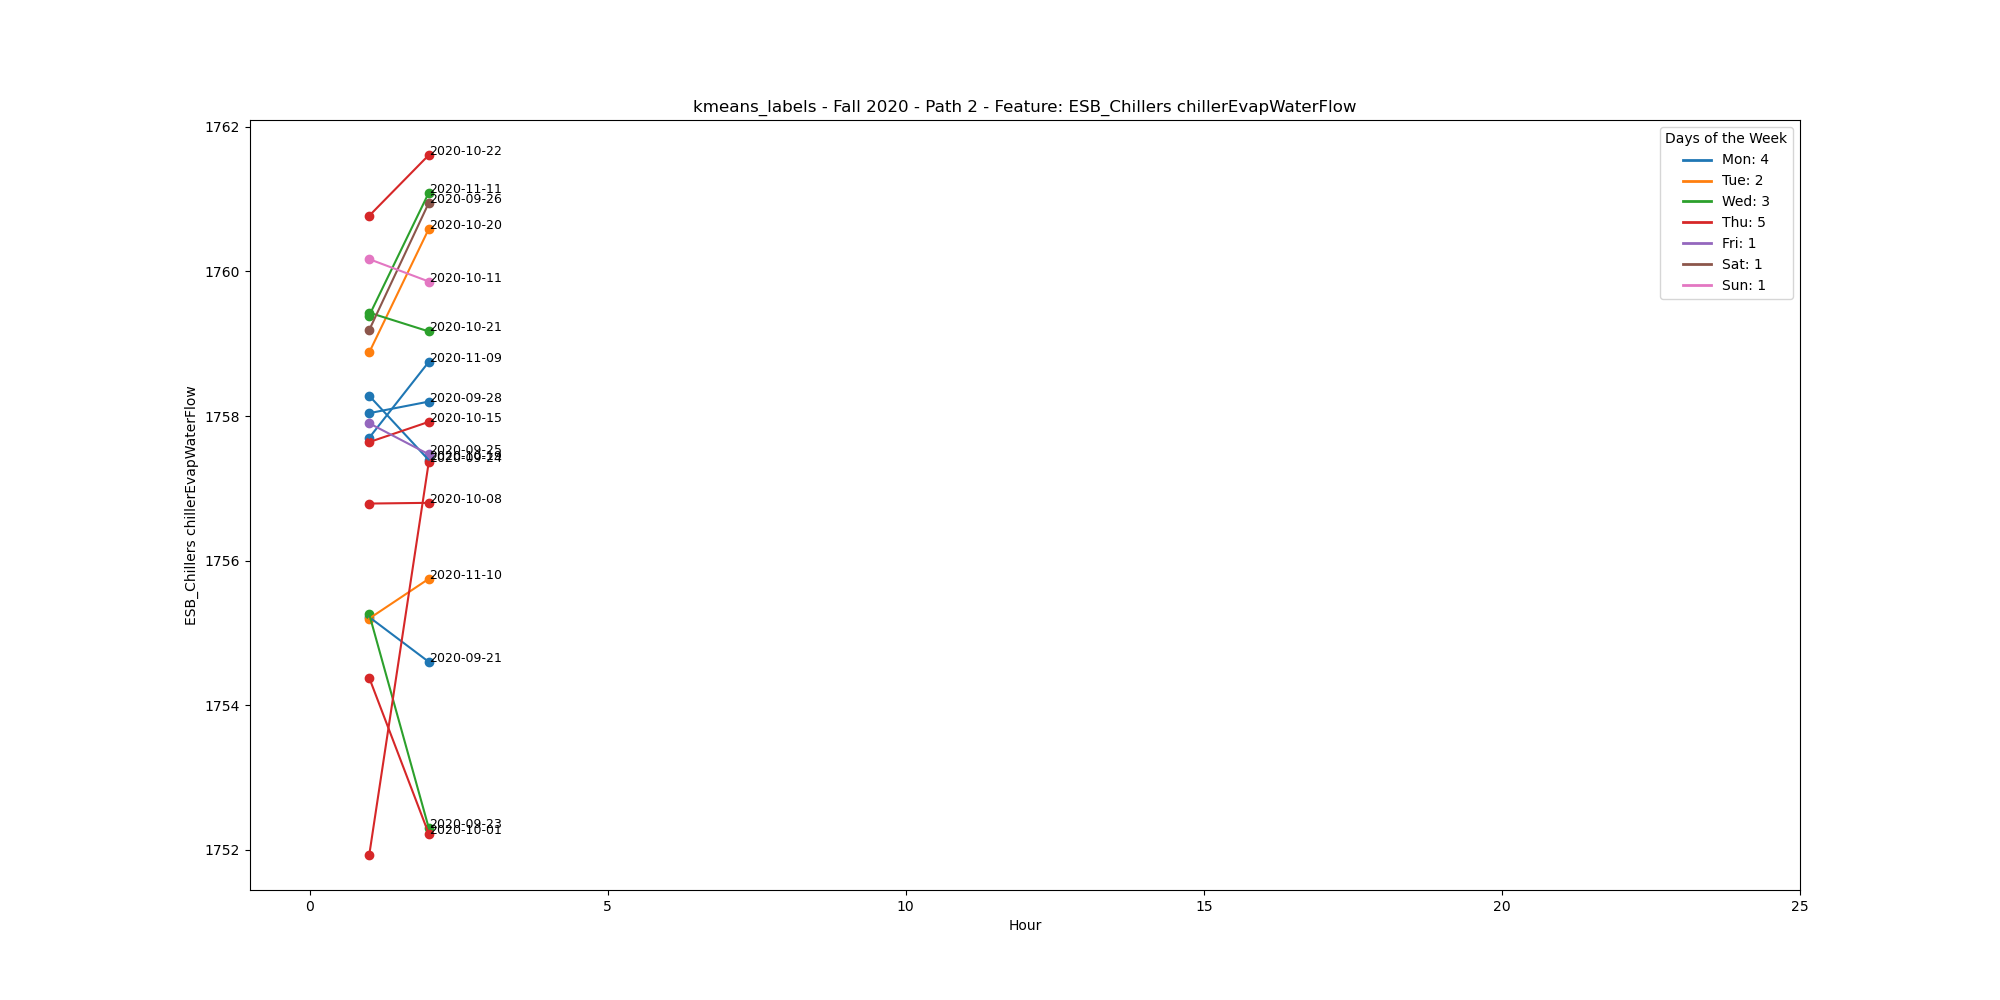 kmeans_labels - Fall 2020 - Path 2 - Feature: ESB_Chillers chillerEvapWaterFlow
1762
1760
1758
1756
1754
1752
ESB_Chillers chillerEvapWaterFlow
0
5
10
15
20
25
Hour
2020-10-22
2020-11-11
2020-09-26
2020-10-20
2020-10-11
2020-10-21
2020-11-09
2020-09-28
2020-10-15
2020-09-25
2020-09-24
2020-10-08
2020-11-10
2020-09-21
2020-09-23
2020-10-01
Days of the Week
Mon: 4
Tue: 2
Wed: 3
Thu: 5
Fri: 1
Sat: 1
Sun: 1